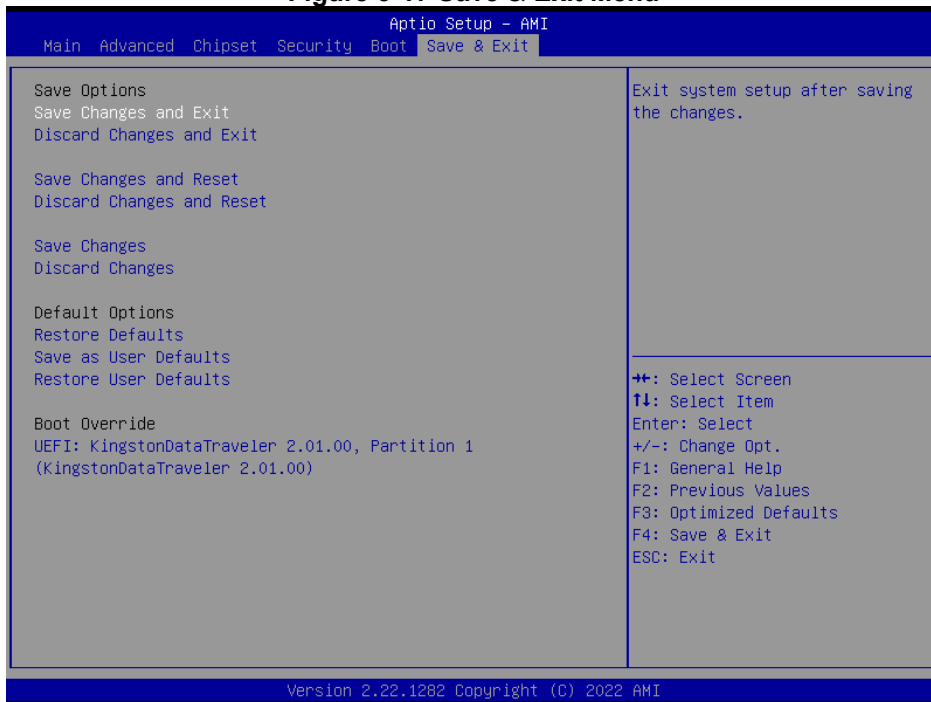 Aptio Setup – AMI
Main Advanced Chipset Security Boot Save & Exit
Save Options
Save Changes and Exit
Discard Changes and Exit
Save Changes and Reset
Discard Changes and Reset
Save Changes
Discard Changes
Default Options
Restore Defaults
Save as User Defaults
Restore User Defaults
Boot Override
UEFI: KingstonDataTraveler 2.01.00, Partition 1
(KingstonDataTraveler 2.01.00)
Exit system setup after saving
the changes.
→←: Select Screen
↑↓: Select Item
Enter: Select
+/-: Change Opt.
F1: General Help
F2: Previous Values
F3: Optimized Defaults
F4: Save & Exit
ESC: Exit
Version 2.22.1282 Copyright (C) 2022 AMI